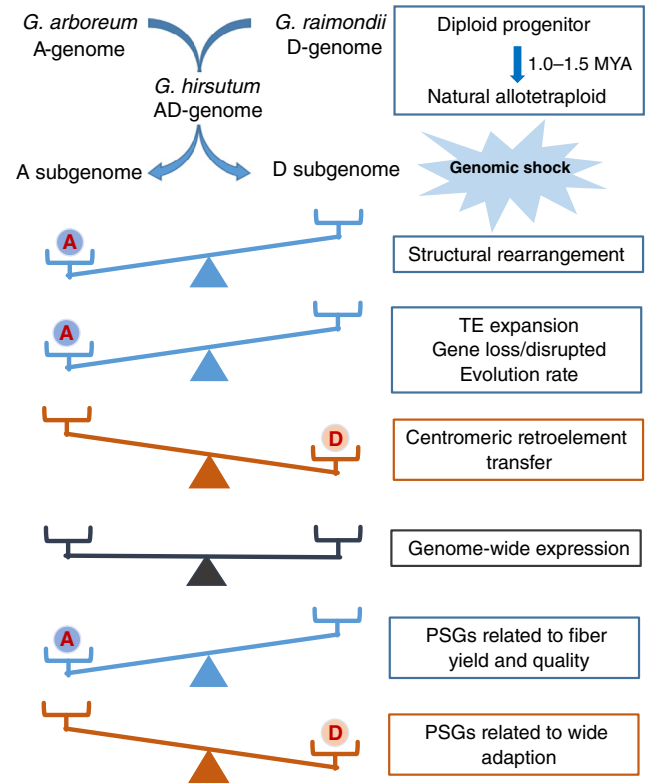 G. arboreum
A-genome
G. raimondii
D-genome
G. hirsutum
AD-genome
A subgenome
D subgenome
Diploid progenitor
1.0–1.5 MYA
Natural allotetraploid
Genomic shock
A
Structural rearrangement
A
TE expansion
Gene loss/disrupted
Evolution rate
D
Centromeric retroelement
transfer
Genome-wide expression
A
PSGs related to fiber
yield and quality
D
PSGs related to wide
adaption